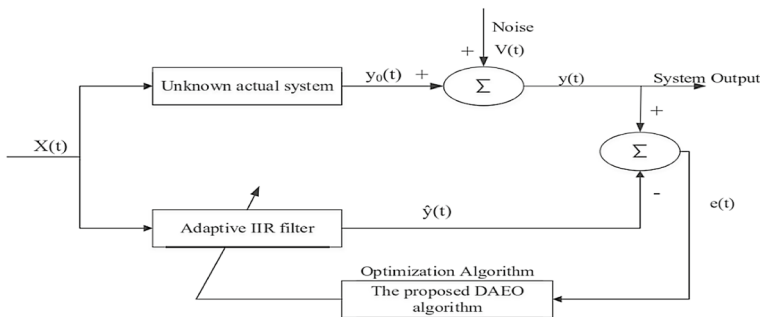 Noise
+ V(t)
Unknown actual system
y₀(t) +
Σ
y(t)
System Output
+
X(t)
Σ
-
e(t)
Adaptive IIR filter
ŷ(t)
Optimization Algorithm
The proposed DAEO
algorithm